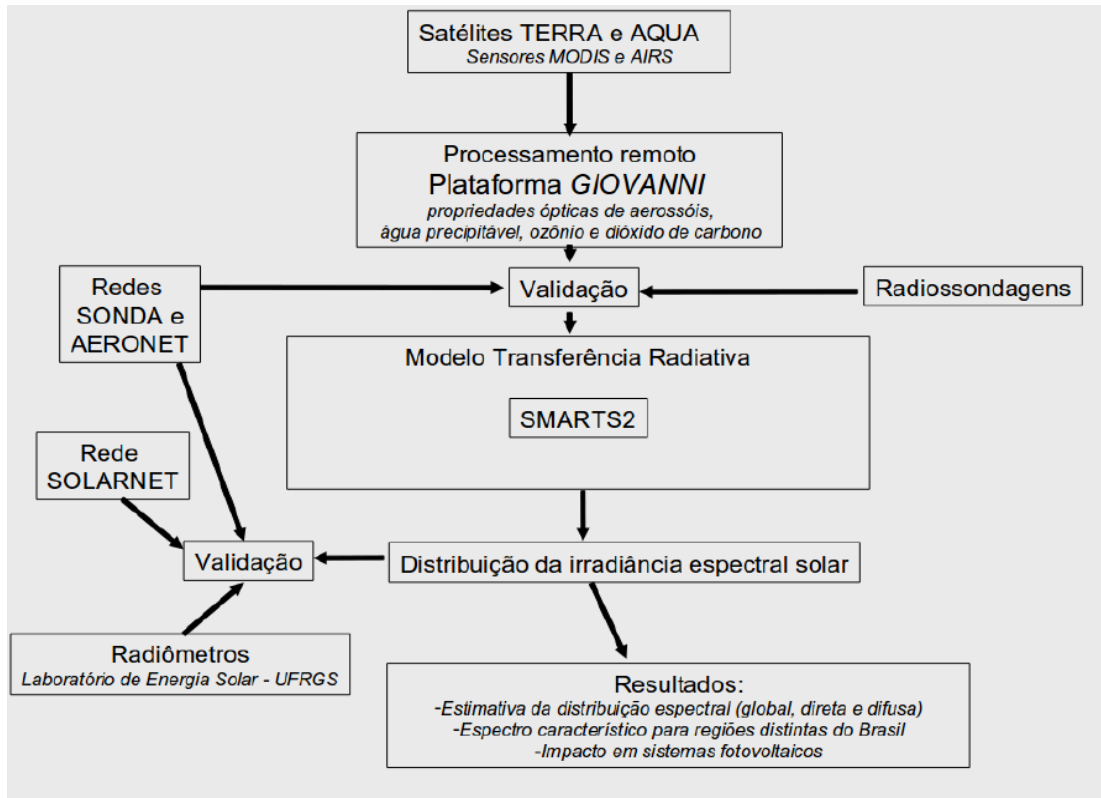 Satélites TERRA e AQUA
Sensores MODIS e AIRS
Processamento remoto
Plataforma GIOVANNI
propriedades ópticas de aerossóis,
água precipitável, ozônio e dióxido de carbono
Redes
SONDA e
AERONET
Validação
Radiossondagens
Modelo Transferência Radiativa
SMARTS2
Rede
SOLARNET
Validação
Distribuição da irradiância espectral solar
Radiômetros
Laboratório de Energia Solar - UFRGS
Resultados:
-Estimativa da distribuição espectral (global, direta e difusa)
-Espectro característico para regiões distintas do Brasil
-Impacto em sistemas fotovoltaicos